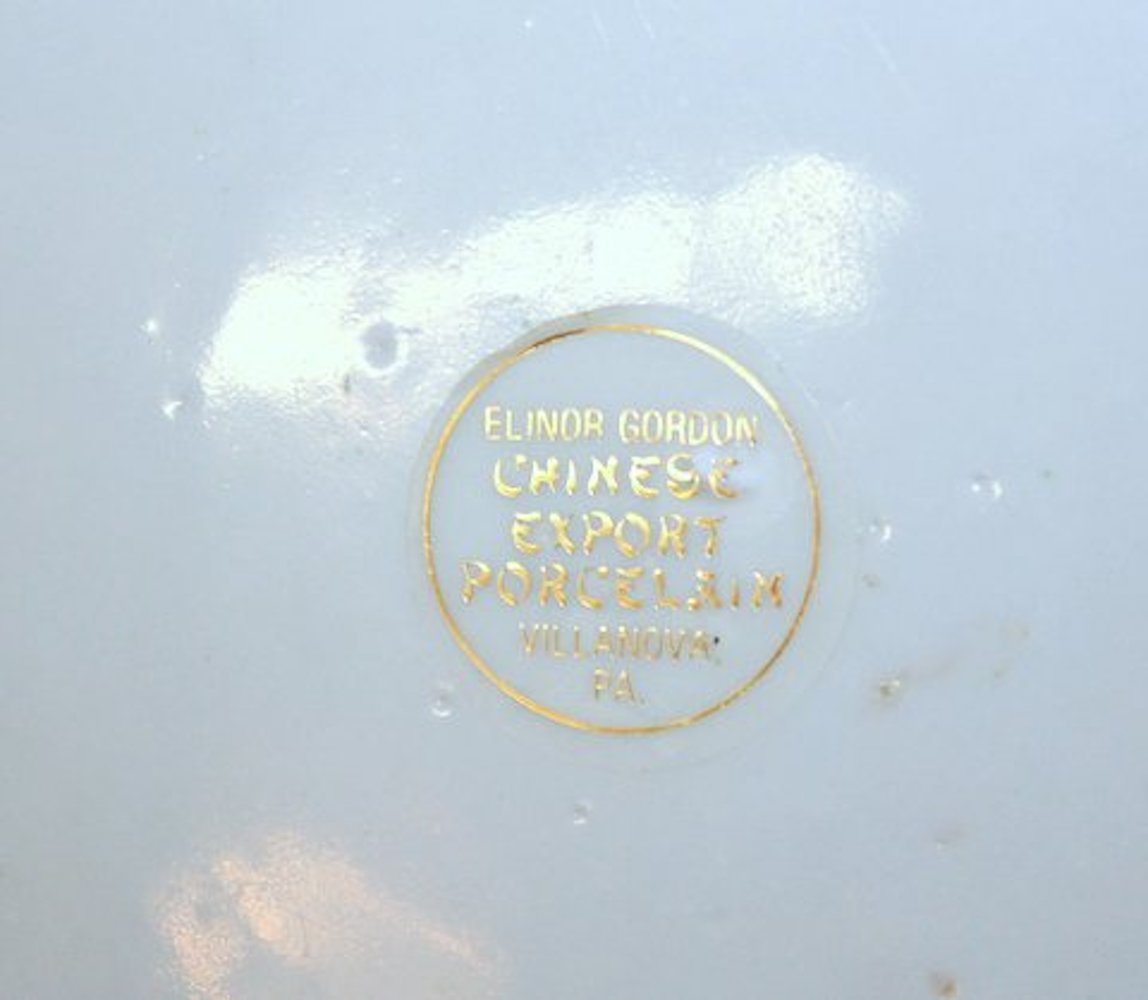 ELINOR GORDON
CHINESE
EXPORT
PORCELAIN
VILLANOVA,
PA.